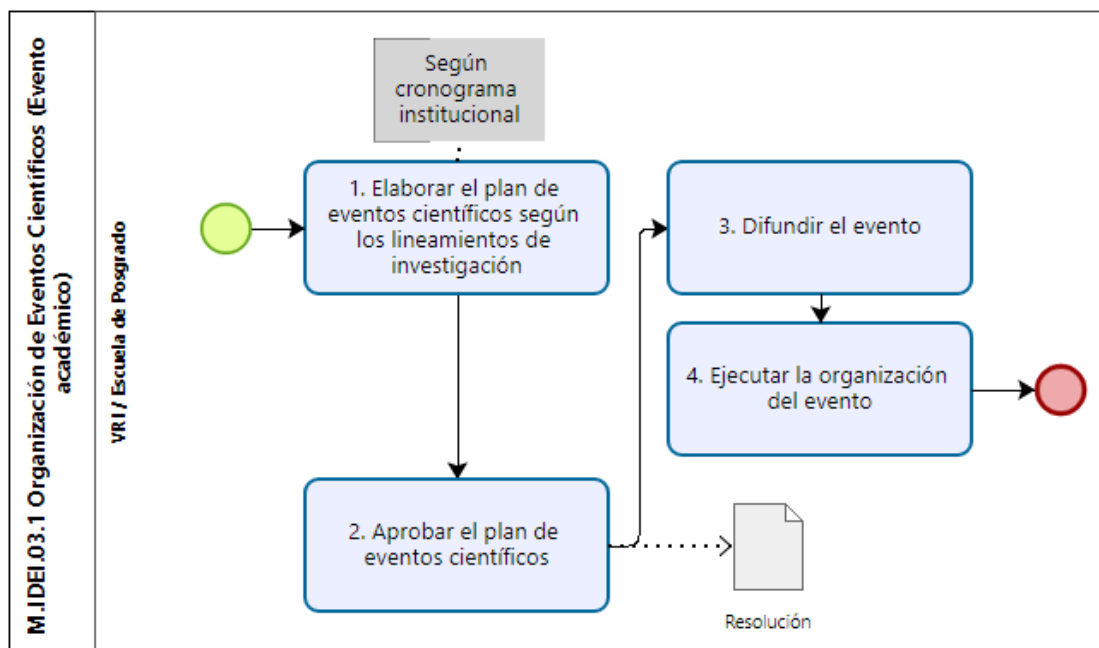 M.IDEI.03.1 Organización de Eventos Científicos (Evento
académico)
VRI / Escuela de Posgrado
Según
cronograma
institucional
1. Elaborar el plan de
eventos científicos según
los lineamientos de
investigación
2. Aprobar el plan de
eventos científicos
3. Difundir el evento
4. Ejecutar la organización
del evento
Resolución